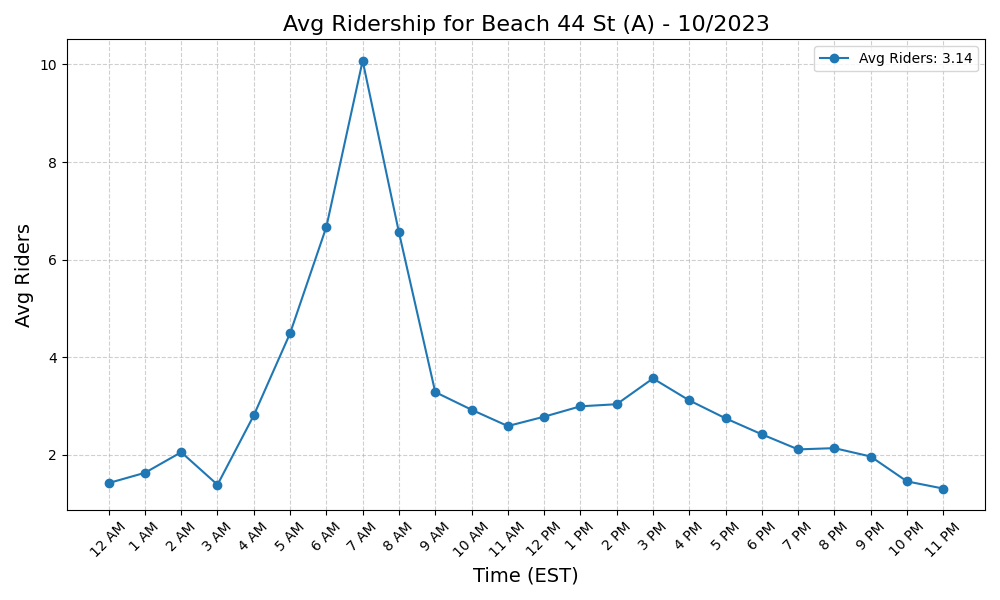 Avg Ridership for Beach 44 St (A) - 10/2023
Avg Riders: 3.14
Avg Riders
10
8
6
4
2
12 AM
1 AM
2 AM
3 AM
4 AM
5 AM
6 AM
7 AM
8 AM
9 AM
10 AM
11 AM
12 PM
1 PM
2 PM
3 PM
4 PM
5 PM
6 PM
7 PM
8 PM
9 PM
10 PM
11 PM
Time (EST)